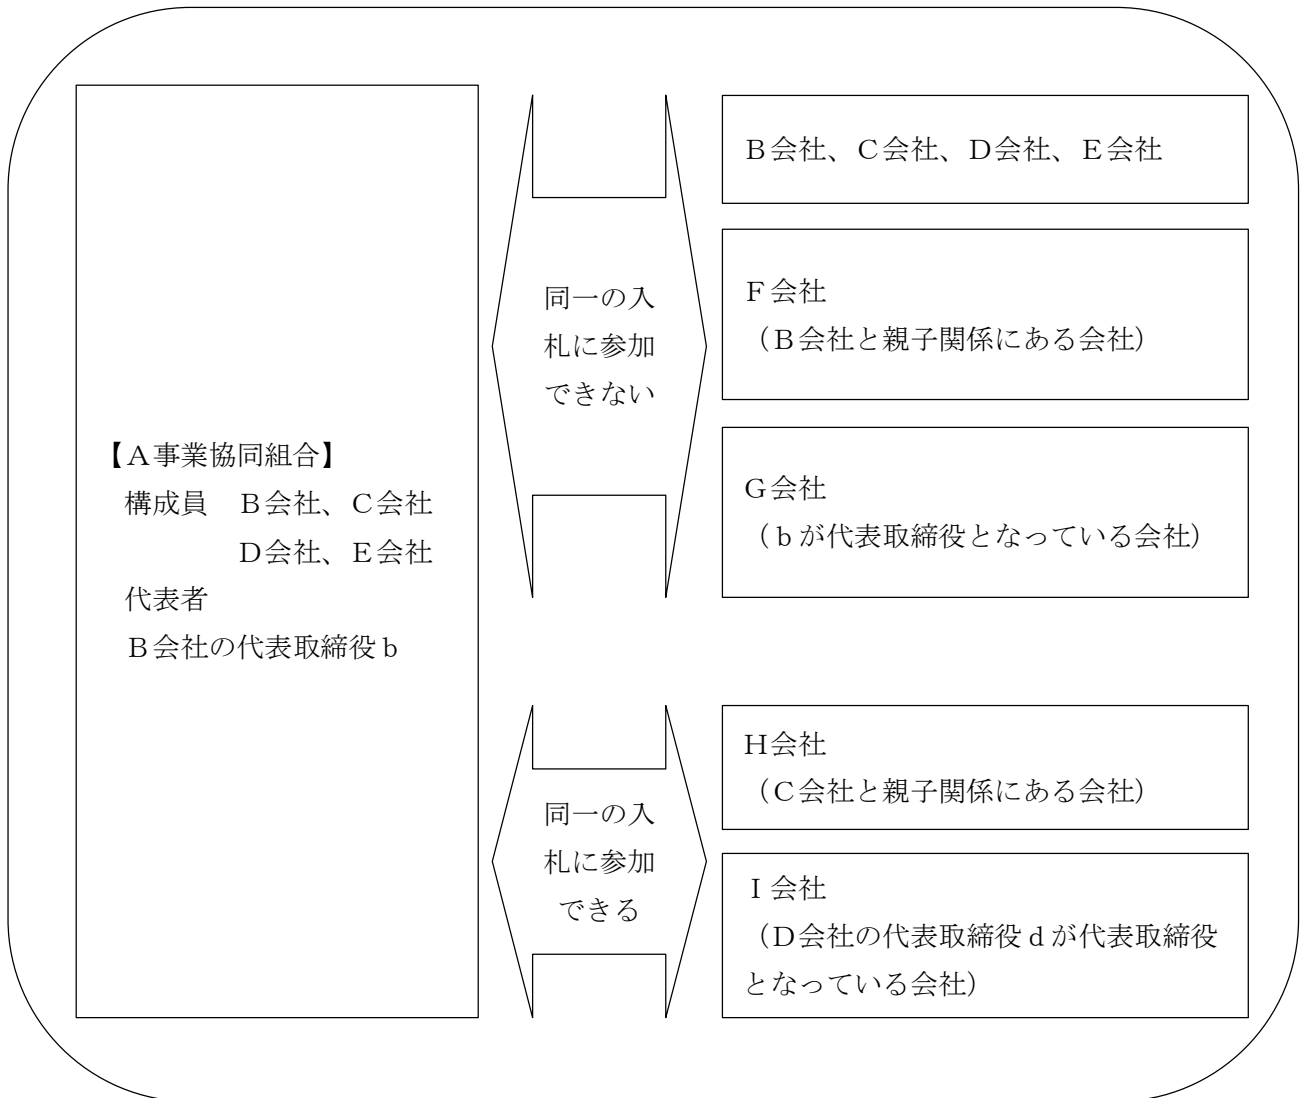 【Ａ事業協同組合】
構成員　Ｂ会社、Ｃ会社
Ｄ会社、Ｅ会社
代表者
Ｂ会社の代表取締役ｂ
同一の入
札に参加
できない
Ｂ会社、Ｃ会社、Ｄ会社、Ｅ会社
Ｆ会社
（Ｂ会社と親子関係にある会社）
Ｇ会社
（ｂが代表取締役となっている会社）
同一の入
札に参加
できる
Ｈ会社
（Ｃ会社と親子関係にある会社）
Ｉ会社
（Ｄ会社の代表取締役ｄが代表取締役
となっている会社）